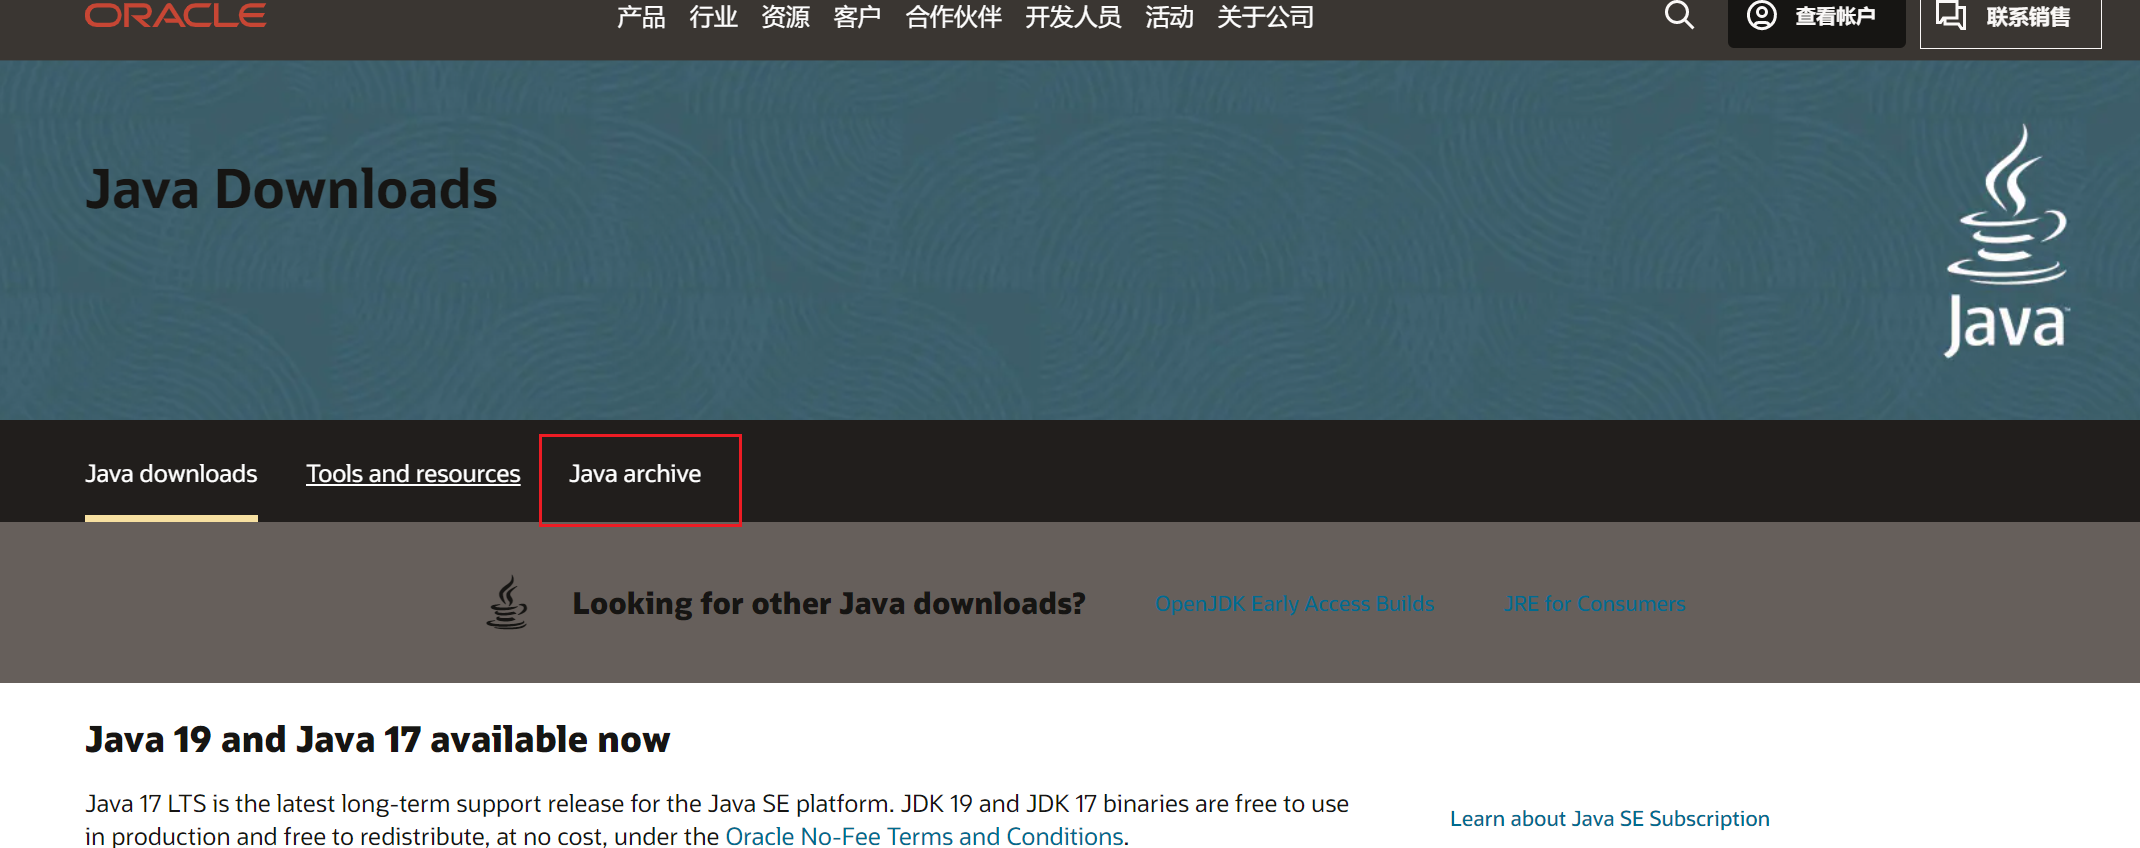 ORACLE 产品 行业 资源 客户 合作伙伴 开发人员 活动 关于公司 查看帐户 联系销售
Java Downloads
Java™
Java downloads Tools and resources Java archive
Looking for other Java downloads? OpenJDK Early Access Builds JRE for Consumers
Java 19 and Java 17 available now
Java 17 LTS is the latest long-term support release for the Java SE platform. JDK 19 and JDK 17 binaries are free to use
in production and free to redistribute, at no cost, under the Oracle No-Fee Terms and Conditions.
Learn about Java SE Subscription